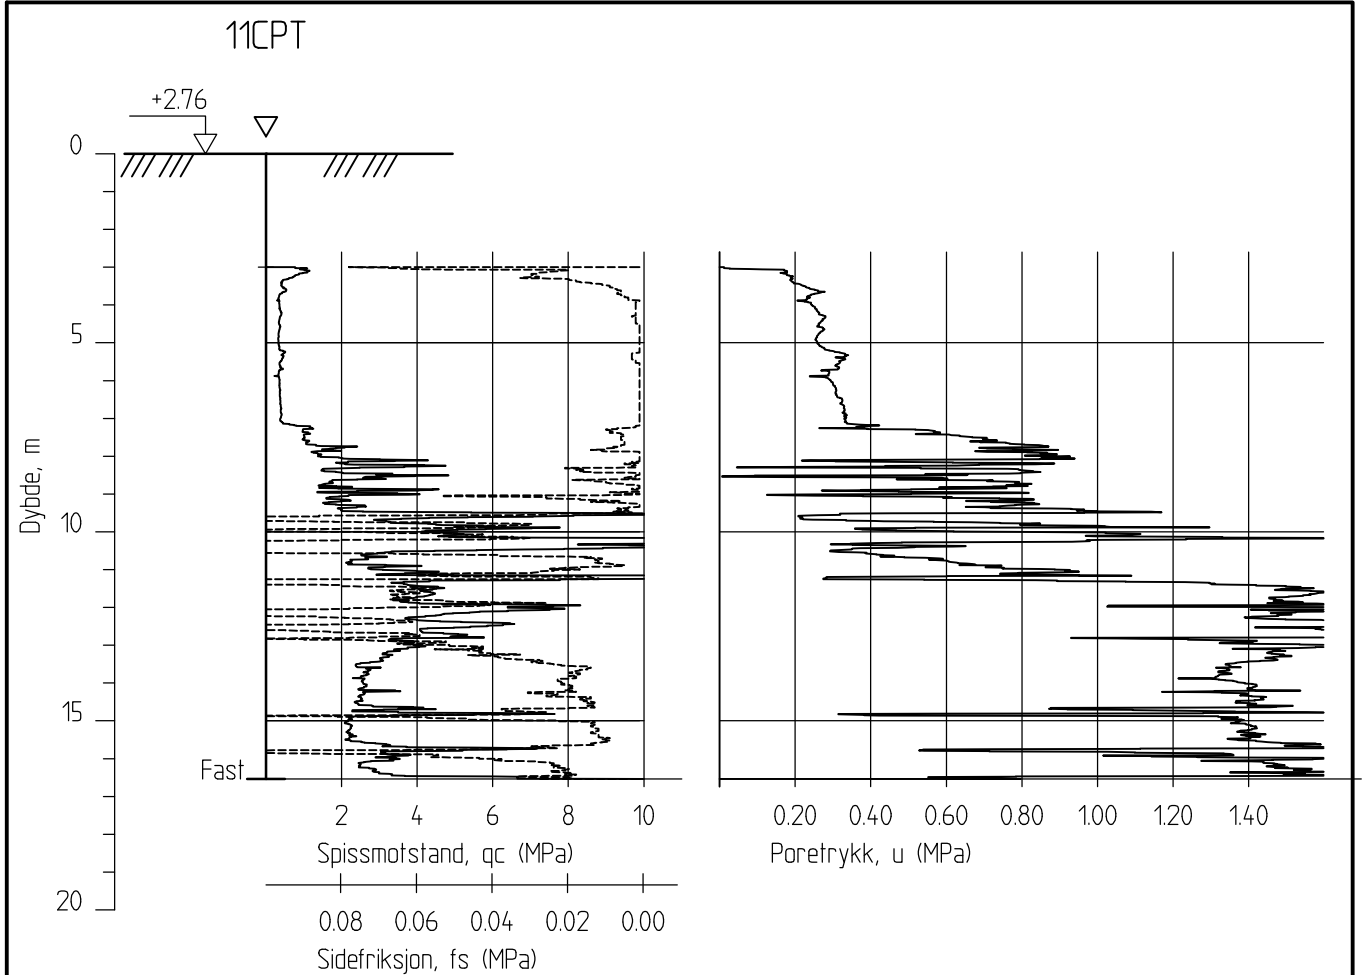 11CPT
+2.76
0
5
10
15
20
Dybde, m
Fast
2 4 6 8 10
Spissmotstand, qc (MPa)
0.08 0.06 0.04 0.02 0.00
Sidefriksjon, fs (MPa)
0.20 0.40 0.60 0.80 1.00 1.20 1.40
Poretrykk, u (MPa)